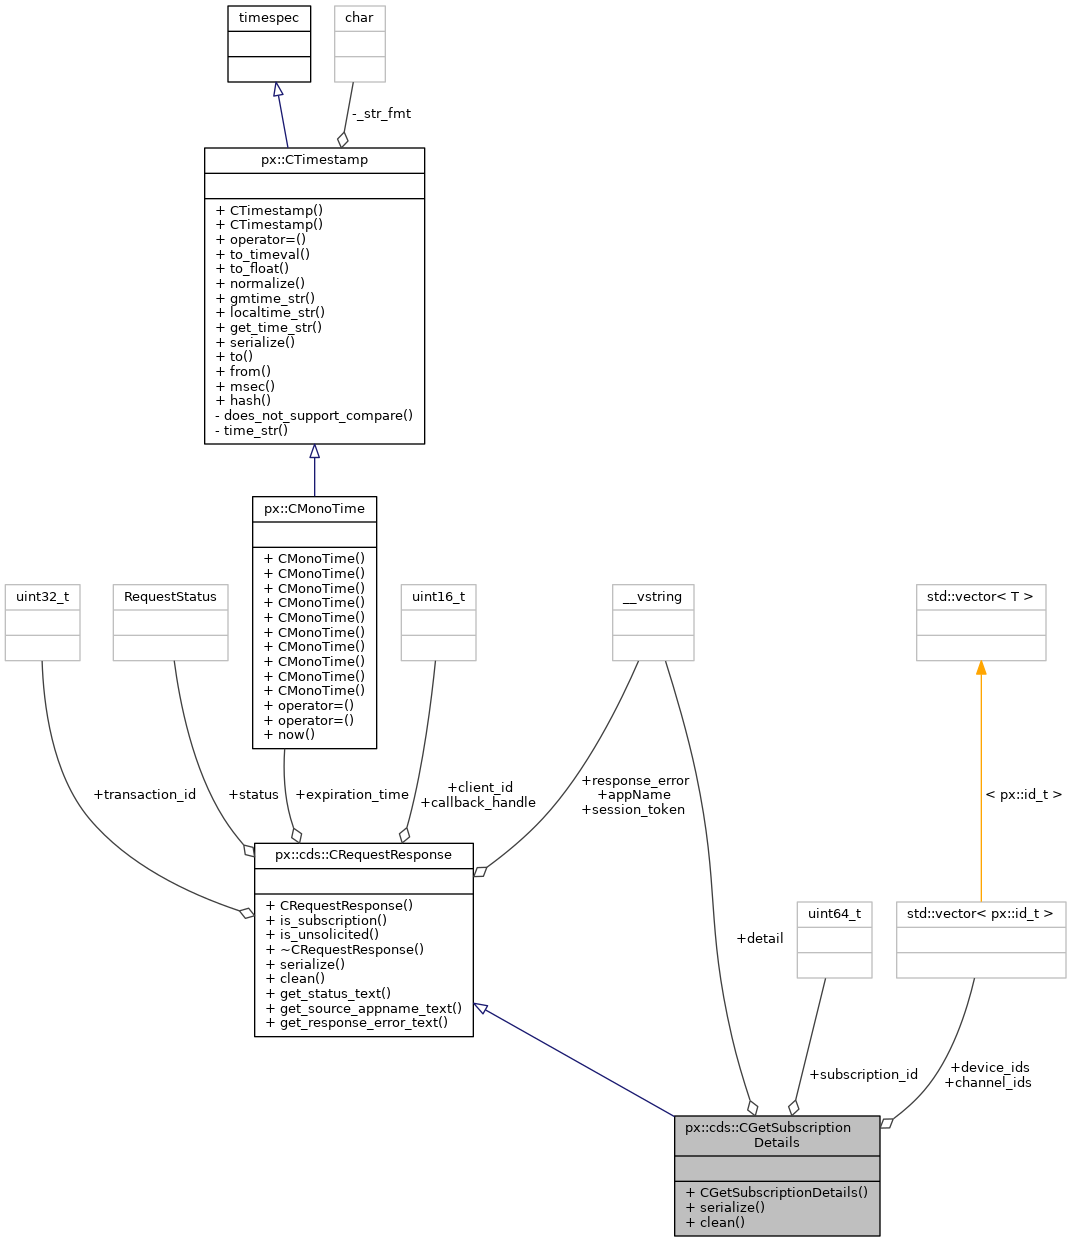 timespec
char
-_str_fmt
px::CTimestamp
+ CTimestamp()
+ CTimestamp()
+ operator=()
+ to_timeval()
+ to_float()
+ normalize()
+ gmtime_str()
+ localtime_str()
+ get_time_str()
+ serialize()
+ to()
+ from()
+ msec()
+ hash()
- does_not_support_compare()
- time_str()
px::CMonoTime
+ CMonoTime()
+ CMonoTime()
+ CMonoTime()
+ CMonoTime()
+ CMonoTime()
+ CMonoTime()
+ CMonoTime()
+ CMonoTime()
+ CMonoTime()
+ CMonoTime()
+ operator=()
+ operator=()
+ now()
uint32_t
RequestStatus
uint16_t
__vstring
std::vector< T >
+transaction_id
+status
+expiration_time
+client_id
+callback_handle
+response_error
+appName
+session_token
< px::id_t >
px::cds::CRequestResponse
+ CRequestResponse()
+ is_subscription()
+ is_unsolicited()
+ ~CRequestResponse()
+ serialize()
+ clean()
+ get_status_text()
+ get_source_appname_text()
+ get_response_error_text()
uint64_t
std::vector< px::id_t >
+detail
+subscription_id
+device_ids
+channel_ids
px::cds::CGetSubscription
Details
+ CGetSubscriptionDetails()
+ serialize()
+ clean()